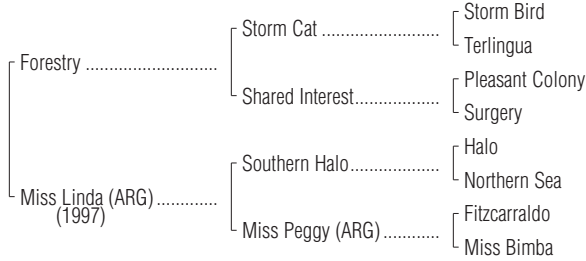 Storm Bird
Storm Cat ..............................
Terlingua
Forestry ..................................
Pleasant Colony
Shared Interest......................
Surgery
Halo
Southern Halo.......................
Northern Sea
Miss Linda (ARG) ...............
(1997)
Fitzcarraldo
Miss Peggy (ARG) ..............
Miss Bimba